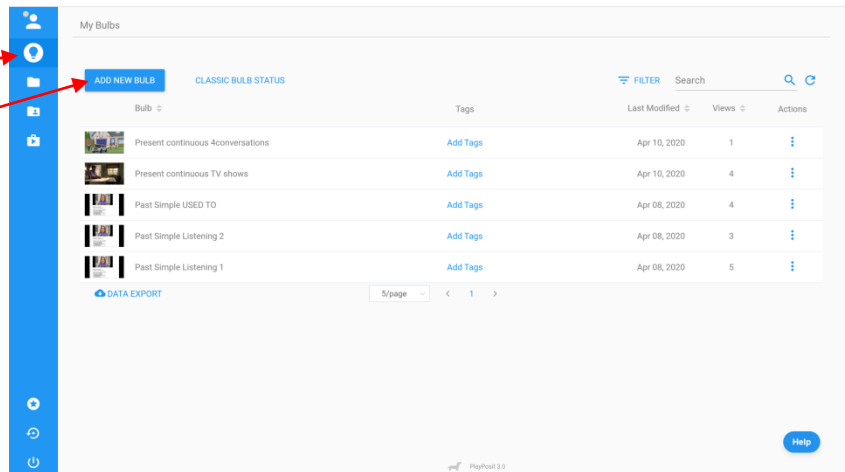 My Bulbs
ADD NEW BULB CLASSIC BULB STATUS FILTER Search
Bulb Tags Last Modified Views Actions
Present continuous 4conversations Add Tags Apr 10, 2020 1
Present continuous TV shows Add Tags Apr 10, 2020 4
Past Simple USED TO Add Tags Apr 08, 2020 4
Past Simple Listening 2 Add Tags Apr 08, 2020 3
Past Simple Listening 1 Add Tags Apr 08, 2020 5
DATA EXPORT 5/page < 1 >
Help
PlayPosit 3.0